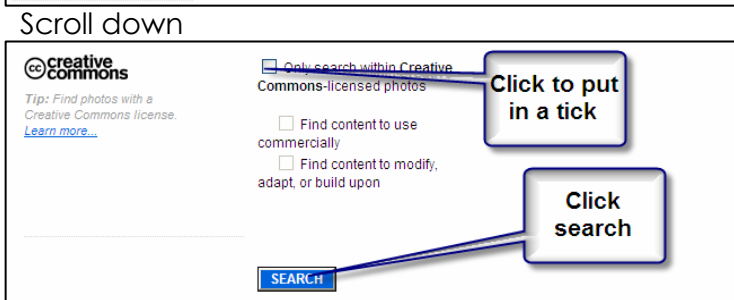 Scroll down
creative
commons
Only search within Creative
Commons-licensed photos
Tip: Find photos with a
Creative Commons license.
Learn more...
Find content to use
commercially
Find content to modify,
adapt, or build upon
Click to put
in a tick
Click
search
SEARCH